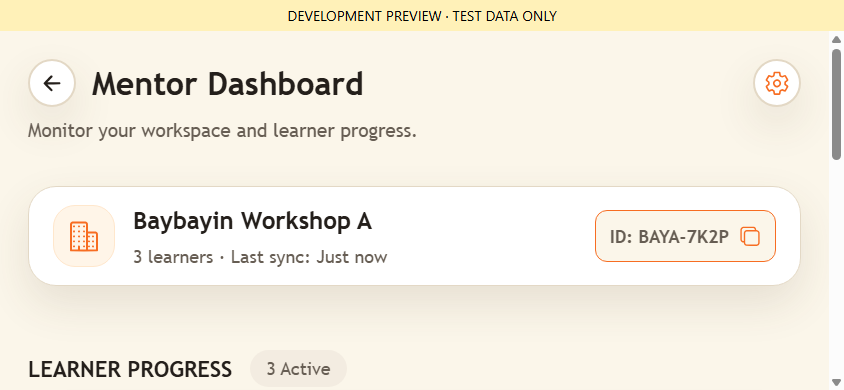 DEVELOPMENT PREVIEW · TEST DATA ONLY
Mentor Dashboard
Monitor your workspace and learner progress.
Baybayin Workshop A
3 learners · Last sync: Just now
ID: BAYA-7K2P
LEARNER PROGRESS
3 Active